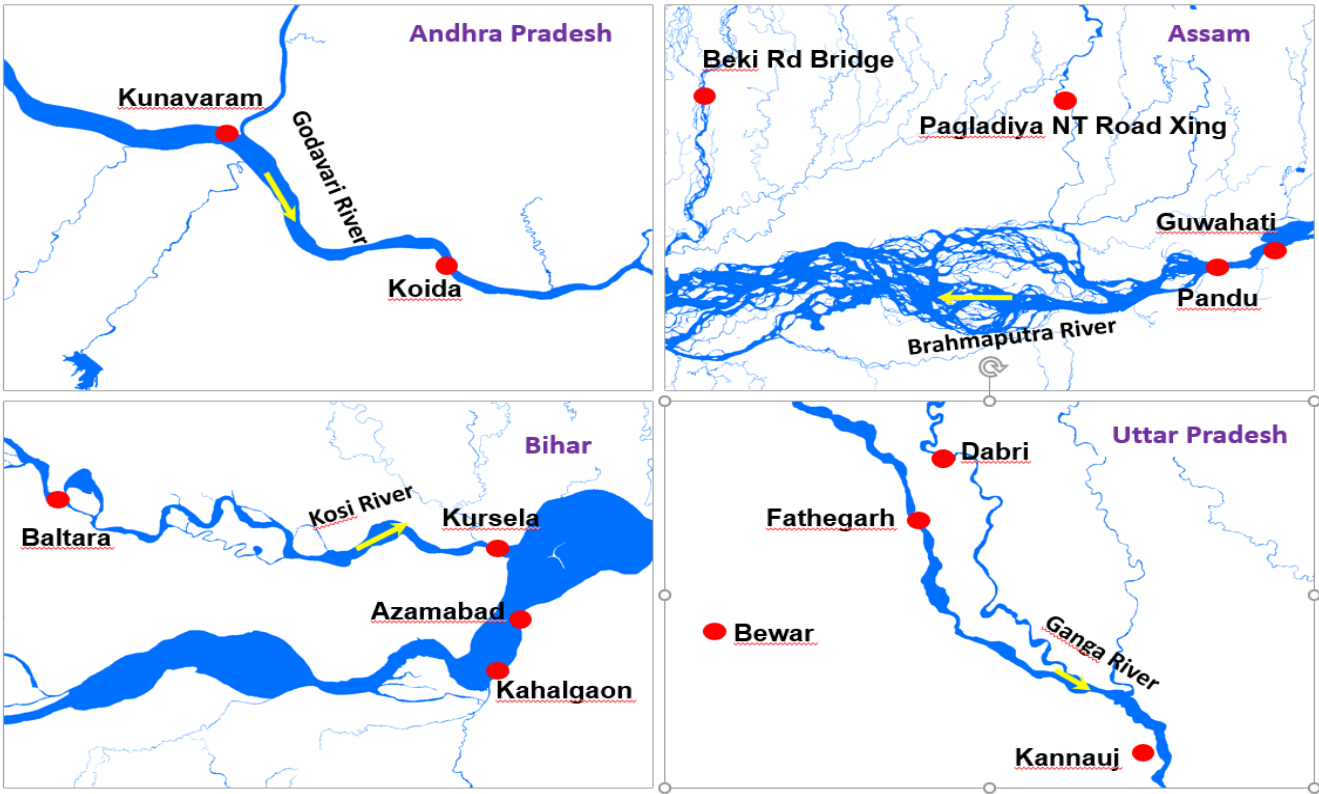 Andhra Pradesh
Kunavaram
Godavari River
Koida
Assam
Beki Rd Bridge
Pagladiya NT Road Xing
Guwahati
Pandu
Brahmaputra River
Bihar
Kosi River
Baltara
Kursela
Azamabad
Kahalgaon
Uttar Pradesh
Dabri
Fathegarh
Bewar
Ganga River
Kannauj